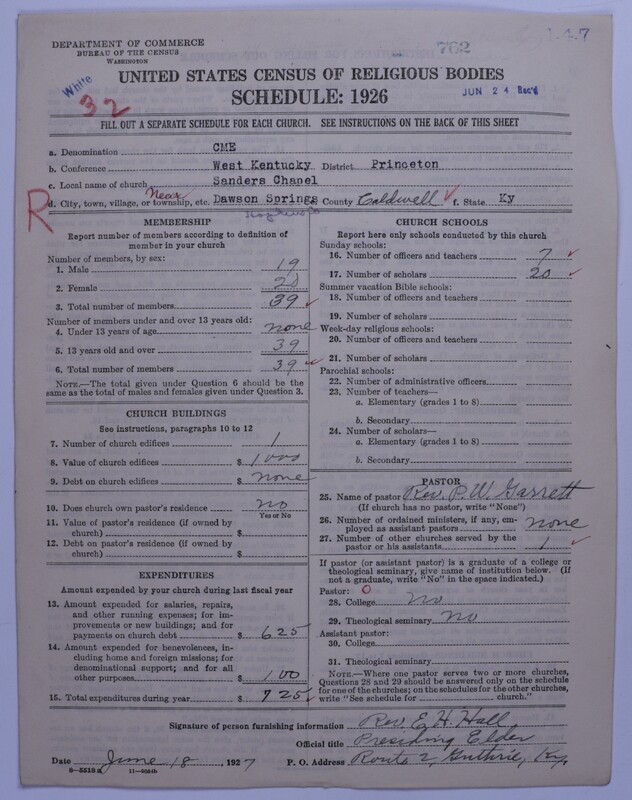 DEPARTMENT OF COMMERCE
BUREAU OF THE CENSUS
WASHINGTON
762
1-4-7
White
32
UNITED STATES CENSUS OF RELIGIOUS BODIES
SCHEDULE: 1926
JUN 24 Rec'd
FILL OUT A SEPARATE SCHEDULE FOR EACH CHURCH. SEE INSTRUCTIONS ON THE BACK OF THIS SHEET
a. Denomination CME
b. Conference West Kentucky District Princeton
c. Local name of church Sanders Chapel
R
Near
d. City, town, village, or township, etc. Dawson Springs County Caldwell f. State Ky
MEMBERSHIP
Report number of members according to definition of
member in your church
Number of members, by sex:
1. Male 19
2. Female 20
3. Total number of members 39
Number of members under and over 13 years old:
4. Under 13 years of age none
5. 13 years old and over 39
6. Total number of members 39
NOTE.—The total given under Question 6 should be
same as the total of males and females given under Question 3.
CHURCH BUILDINGS
See instructions, paragraphs 10 to 12
7. Number of church edifices 1
8. Value of church edifices $ 1000
9. Debt on church edifices $ none
10. Does church own pastor's residence no
Yes or No
11. Value of pastor's residence (if owned by
church) $
12. Debt on pastor's residence (if owned by
church) $
EXPENDITURES
Amount expended by your church during last fiscal year
13. Amount expended for salaries, repairs,
and other running expenses; for im-
provements or new buildings; and for
payments on church debt $ 625
14. Amount expended for benevolences, in-
cluding home and foreign missions; for
denominational support; and for all
other purposes $ 100
15. Total expenditures during year $ 725
CHURCH SCHOOLS
Report here only schools conducted by this church
Sunday schools:
16. Number of officers and teachers 7
17. Number of scholars 20
Summer vacation Bible schools:
18. Number of officers and teachers
19. Number of scholars
Week-day religious schools:
20. Number of officers and teachers
21. Number of scholars
Parochial schools:
22. Number of administrative officers
23. Number of teachers—
a. Elementary (grades 1 to 8)
b. Secondary
24. Number of scholars—
a. Elementary (grades 1 to 8)
b. Secondary
PASTOR
25. Name of pastor Rev. P. W. Garrett
(If church has no pastor, write "None")
26. Number of ordained ministers, if any, em-
ployed as assistant pastors none
27. Number of other churches served by the
pastor or his assistants 1
If pastor (or assistant pastor) is a graduate of a college or
theological seminary, give name of institution below. (If
not a graduate, write "No" in the space indicated.)
Pastor: O
28. College no
29. Theological seminary no
Assistant pastor:
30. College
31. Theological seminary
NOTE.—Where one pastor serves two or more churches,
Questions 28 and 29 should be answered only on the schedule
for one of the churches; on the schedules for the other churches,
write "See schedule for church."
Signature of person furnishing information Rev. E. H. Hall
Official title Presiding Elder
Date June 18, 1927 P. O. Address Route 2, Guthrie, Ky.
8—5518 a 11—9064b